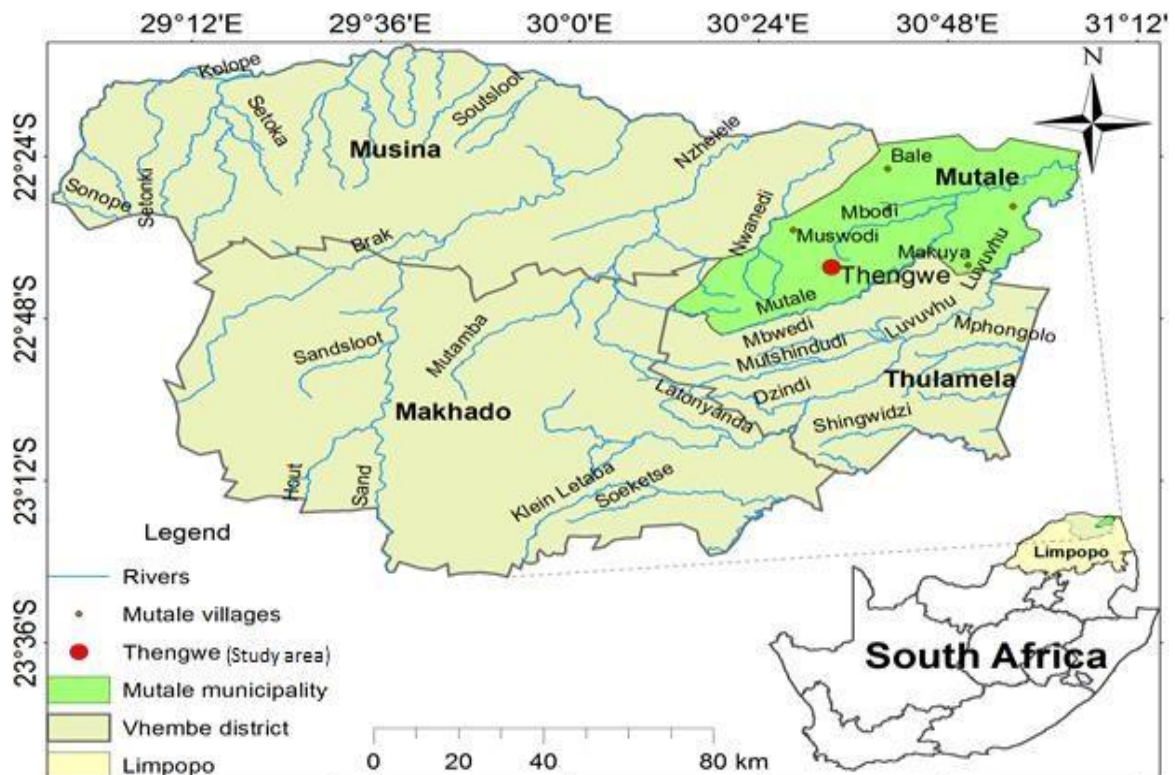 29°12'E 29°36'E 30°00'E 30°24'E 30°48'E 31°12'E
N
22°24'S
22°48'S
23°12'S
23°36'S
Kolope
Setoka
Soutsloot
Musina
Nzhelele
Sonope
Setonki
Brak
Nwanedi
Bale
Mutale
Mbodi
Muswodi
Makuya
Luvuvhu
Thengwe
Mutale
Mbwedi
Mutshindudi
Luvuvhu
Mphongolo
Sandsloot
Mutamba
Dzindi
Thulamela
Latonyanda
Makhado
Shingwidzi
Hout
Sand
Klein Letaba
Soeketse
Legend
Rivers
Mutale villages
Thengwe (Study area)
Mutale municipality
Vhembe district
Limpopo
0 20 40 80 km
Limpopo
South Africa